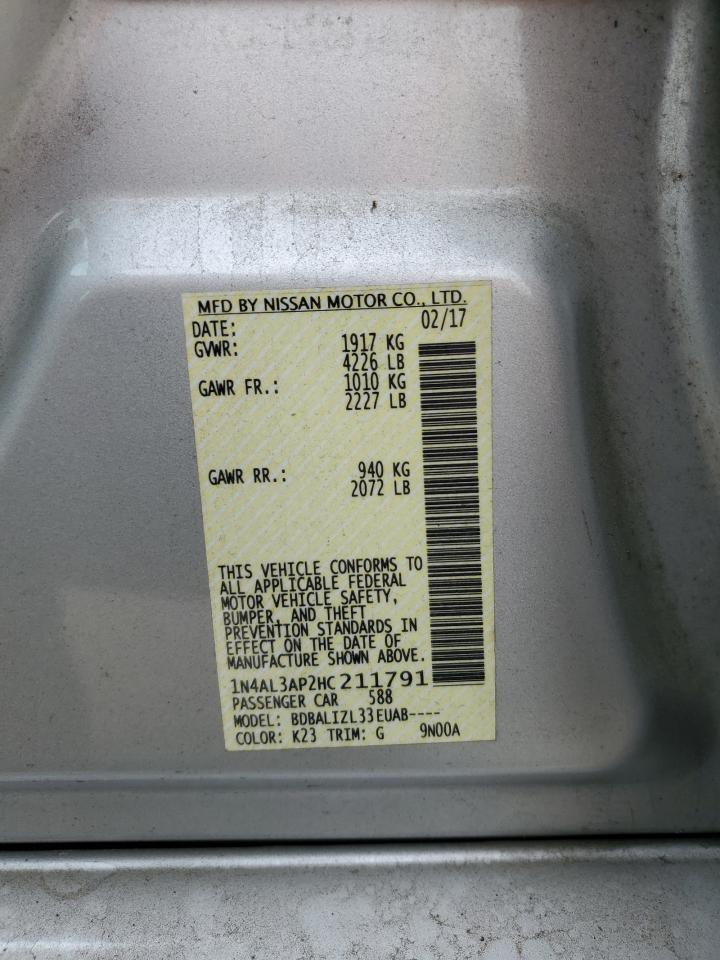 MFD BY NISSAN MOTOR CO., LTD.
DATE: 02/17
GVWR: 1917 KG
4226 LB
GAWR FR.: 1010 KG
2227 LB
GAWR RR.: 940 KG
2072 LB
THIS VEHICLE CONFORMS TO
ALL APPLICABLE FEDERAL
MOTOR VEHICLE SAFETY,
BUMPER, AND THEFT
PREVENTION STANDARDS IN
EFFECT ON THE DATE OF
MANUFACTURE SHOWN ABOVE.
1N4AL3AP2HC211791
PASSENGER CAR 588
MODEL: BDBALIZL33EUAB----
COLOR: K23 TRIM: G 9N00A